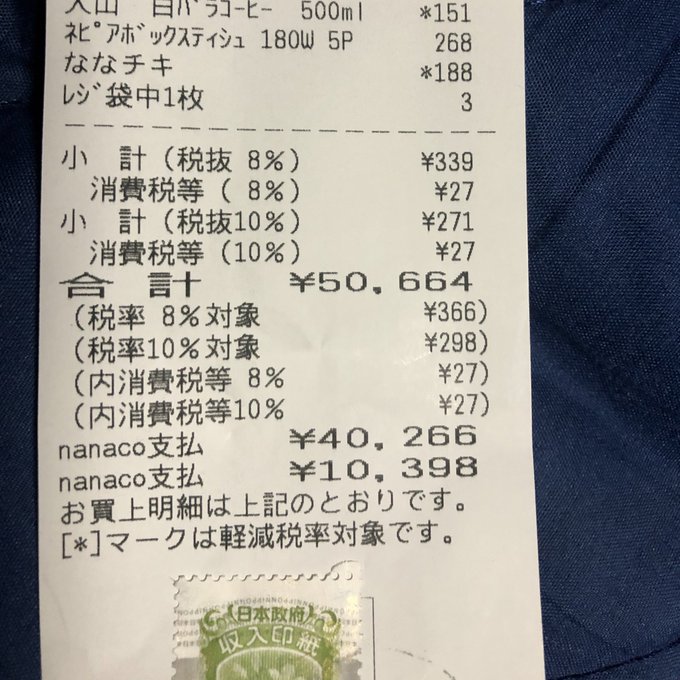 大山 白バラコーヒー 500ml *151
ネピアボックスティシュ 180W 5P 268
ななチキ *188
レジ袋中1枚 3
小 計(税抜 8%) ¥339
消費税等( 8%) ¥27
小 計(税抜10%) ¥271
消費税等(10%) ¥27
合 計 ¥50,664
(税率 8%対象 ¥366)
(税率10%対象 ¥298)
(内消費税等 8% ¥27)
(内消費税等10% ¥27)
nanaco支払 ¥40,266
nanaco支払 ¥10,398
お買上明細は上記のとおりです。
[*]マークは軽減税率対象です。
日本政府
収入印紙